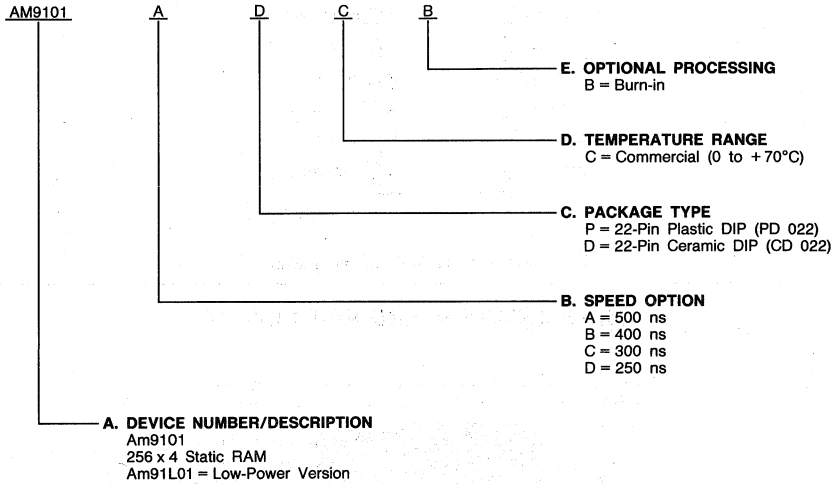 AM9101 A D C B
E. OPTIONAL PROCESSING
B = Burn-in
D. TEMPERATURE RANGE
C = Commercial (0 to +70°C)
C. PACKAGE TYPE
P = 22-Pin Plastic DIP (PD 022)
D = 22-Pin Ceramic DIP (CD 022)
B. SPEED OPTION
A = 500 ns
B = 400 ns
C = 300 ns
D = 250 ns
A. DEVICE NUMBER/DESCRIPTION
Am9101
256 x 4 Static RAM
Am91L01 = Low-Power Version